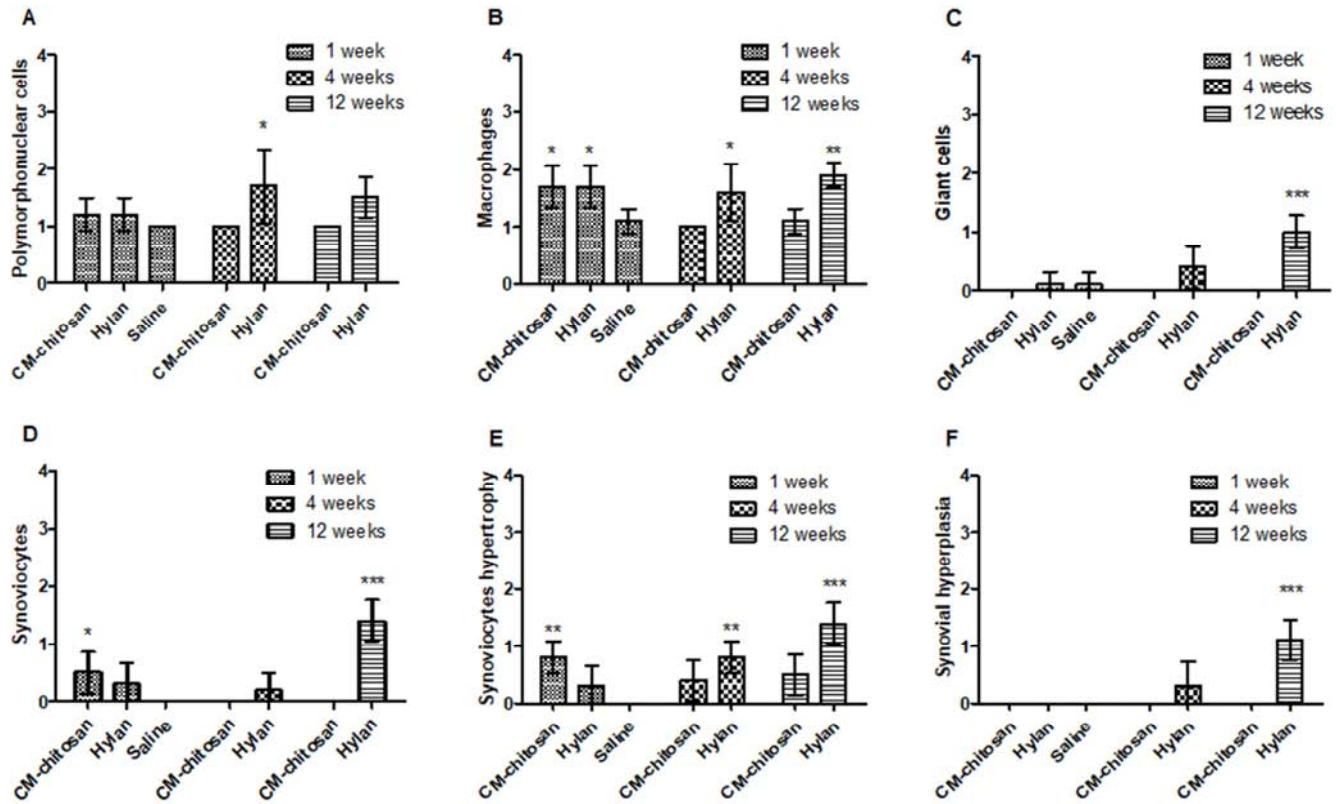 A
Polymorphonuclear cells
4
3
2
1
0
1 week
4 weeks
12 weeks
*
CM-chitosan
Hylan
Saline
CM-chitosan
Hylan
CM-chitosan
Hylan
B
Macrophages
4
3
2
1
0
1 week
4 weeks
12 weeks
*
*
*
**
CM-chitosan
Hylan
Saline
CM-chitosan
Hylan
CM-chitosan
Hylan
C
Giant cells
4
3
2
1
0
1 week
4 weeks
12 weeks
***
CM-chitosan
Hylan
Saline
CM-chitosan
Hylan
CM-chitosan
Hylan
D
Synoviocytes
4
3
2
1
0
1 week
4 weeks
12 weeks
*
***
CM-chitosan
Hylan
Saline
CM-chitosan
Hylan
CM-chitosan
Hylan
E
Synoviocytes hypertrophy
4
3
2
1
0
1 week
4 weeks
12 weeks
**
**
***
CM-chitosan
Hylan
Saline
CM-chitosan
Hylan
CM-chitosan
Hylan
F
Synovial hyperplasia
4
3
2
1
0
1 week
4 weeks
12 weeks
***
CM-chitosan
Hylan
Saline
CM-chitosan
Hylan
CM-chitosan
Hylan